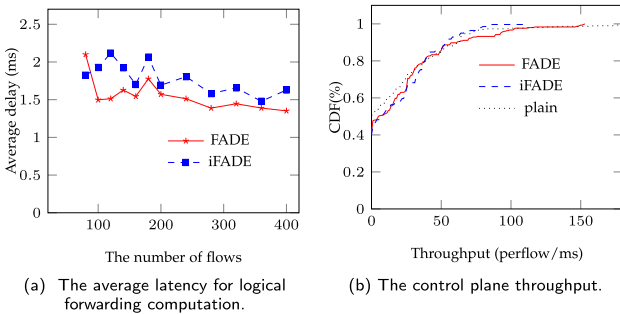 2.5
2
1.5
1
0.5
0
Average delay (ms)
FADE
iFADE
100
200
300
400
The number of flows
(a) The average latency for logical
forwarding computation.
1
0.8
0.6
0.4
0.2
0
CDF(%)
FADE
iFADE
plain
0
50
100
150
Throughput (perflow/ms)
(b) The control plane throughput.